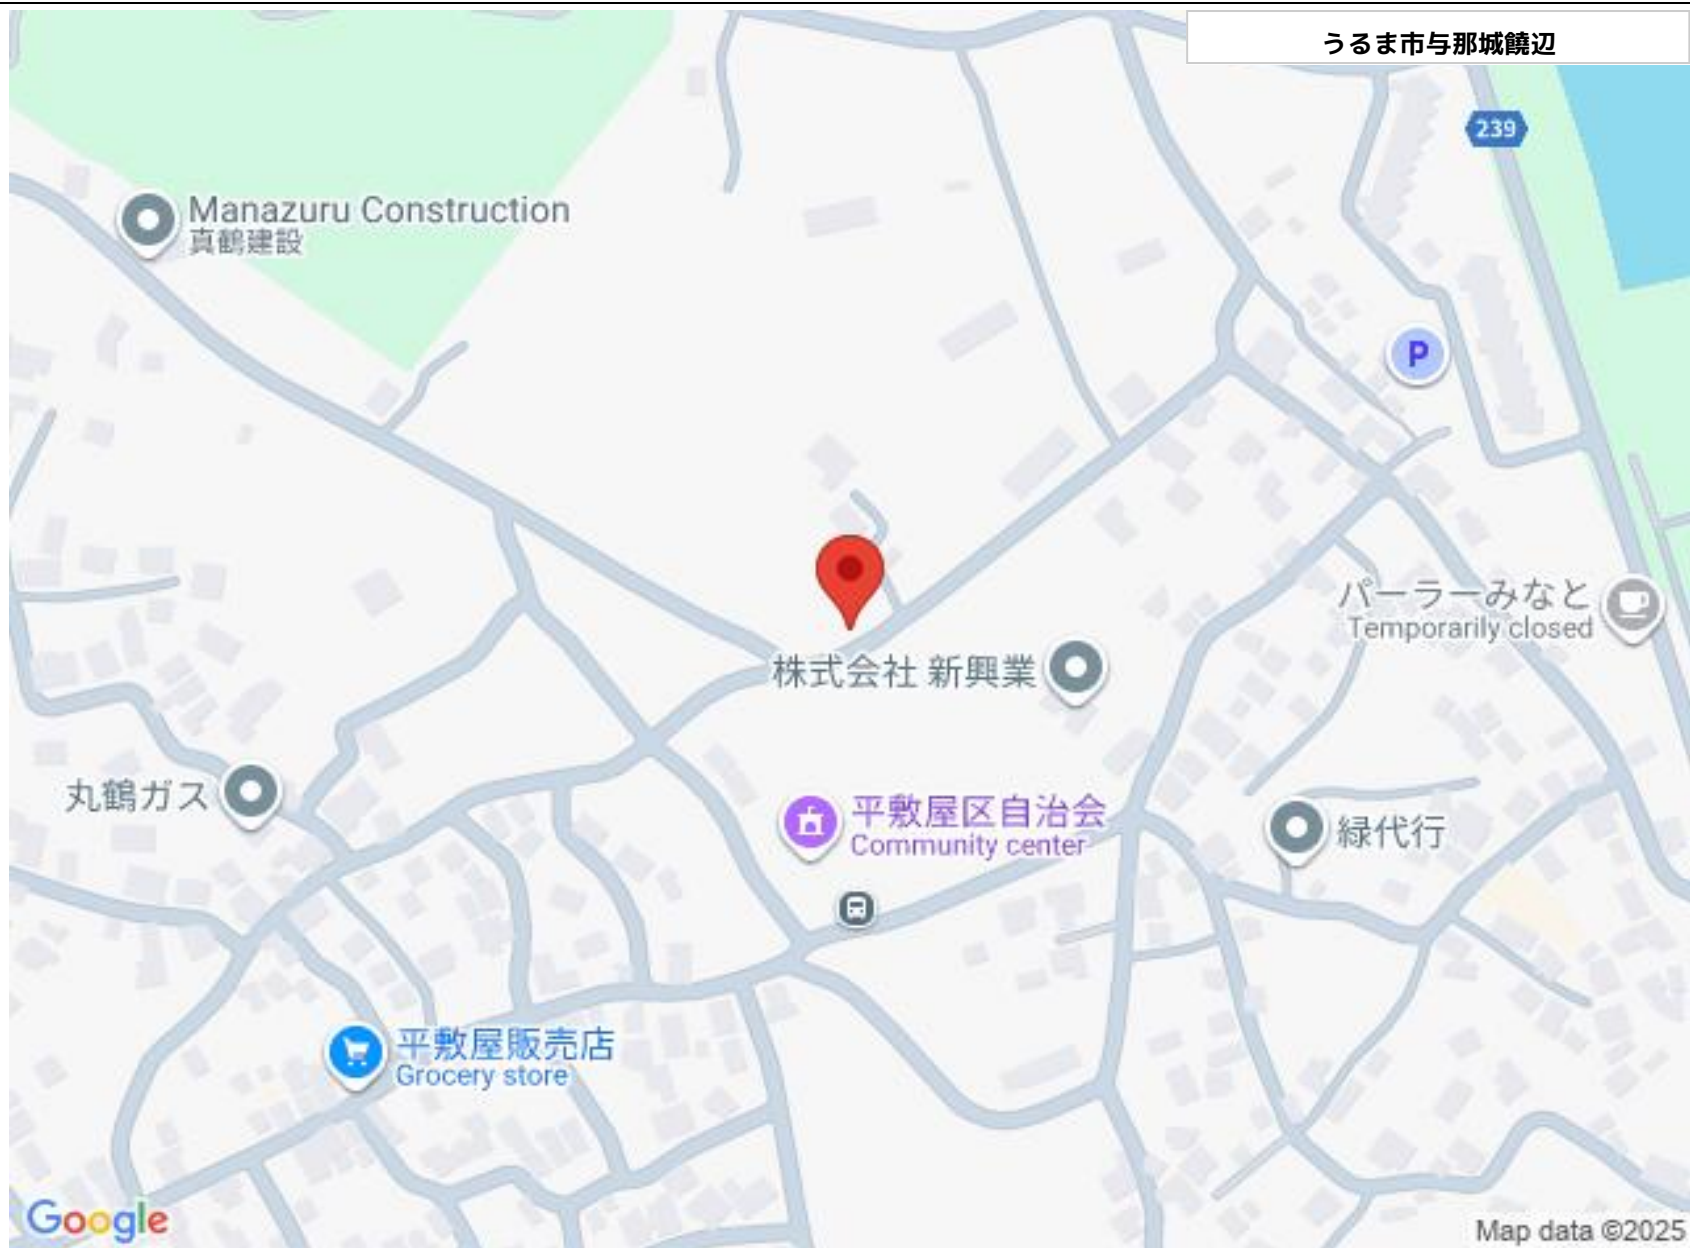 うるま市与那城饒辺
239
Manazuru Construction
真鶴建設
P
パーラーみなと
Temporarily closed
株式会社 新興業
丸鶴ガス
平敷屋区自治会
Community center
緑代行
平敷屋販売店
Grocery store
Google
Map data ©2025